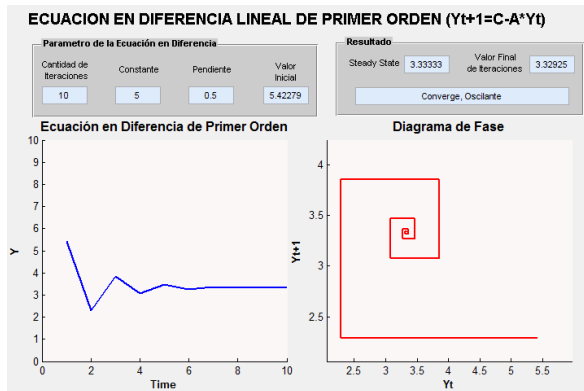 ECUACION EN DIFERENCIA LINEAL DE PRIMER ORDEN (Yt+1=C-A*Yt)
Parametro de la Ecuación en Diferencia
Cantidad de Iteraciones
Constante
Pendiente
Valor Inicial
10
5
0.5
5.42279
Resultado
Steady State
3.33333
Valor Final de Iteraciones
3.32925
Converge, Oscilante
Ecuación en Diferencia de Primer Orden
10
9
8
7
6
5
4
3
2
1
0
Y
0
2
4
6
8
10
Time
Diagrama de Fase
4
3.5
3
2.5
Yt+1
2.5
3
3.5
4
4.5
5
5.5
Yt